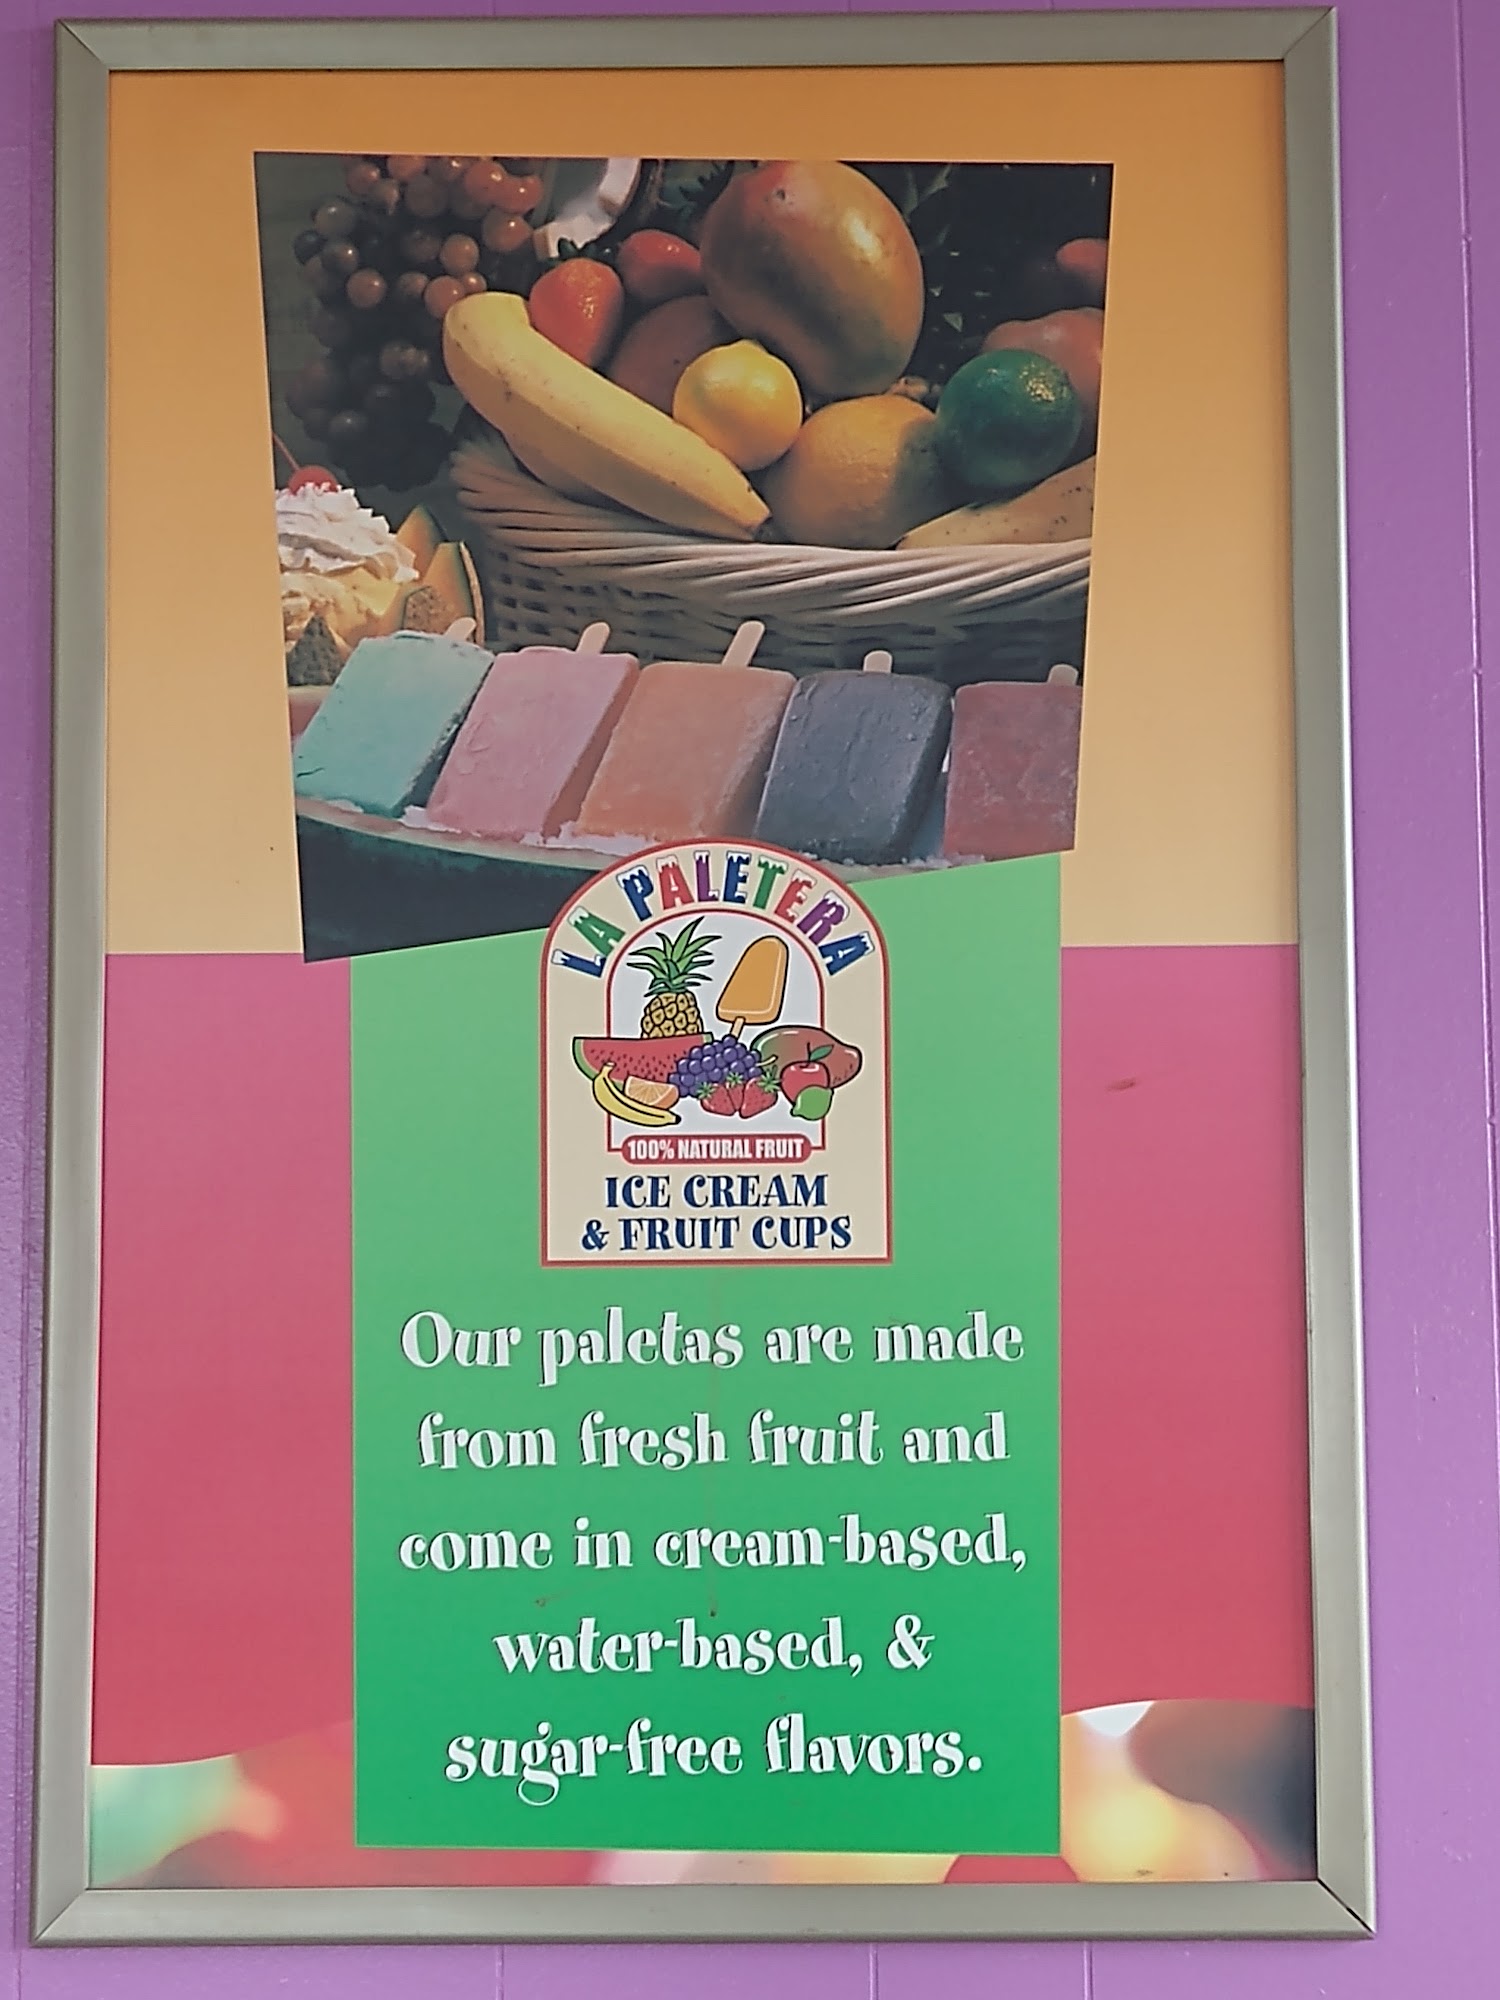 LA PALETERA
100% NATURAL FRUIT
ICE CREAM
& FRUIT CUPS
Our paletas are made
from fresh fruit and
come in cream-based,
water-based, &
sugar-free flavors.